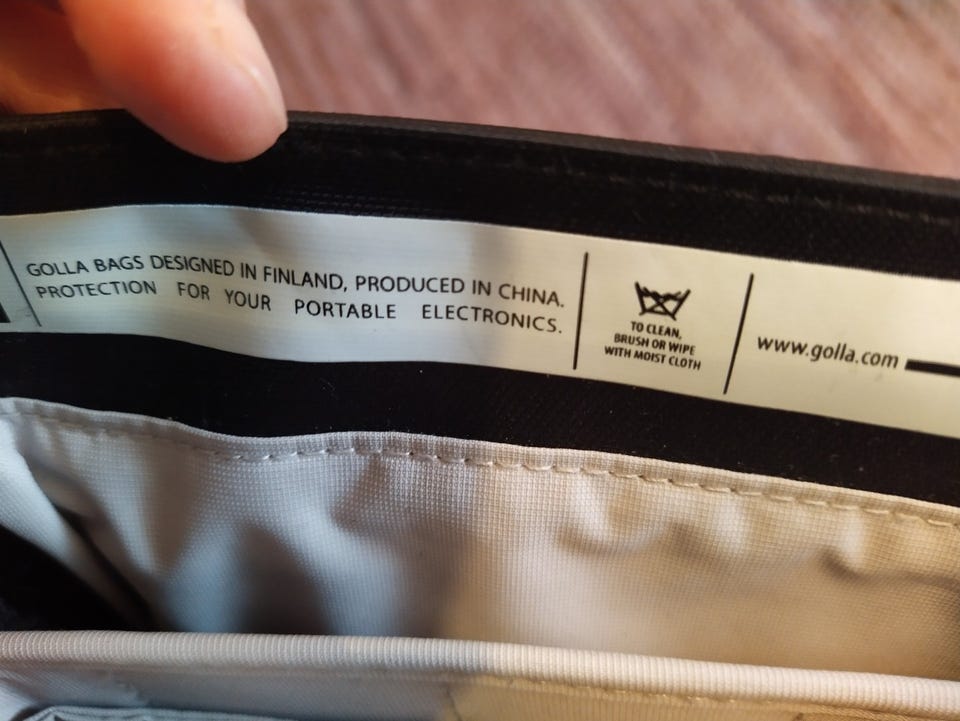 GOLLA BAGS DESIGNED IN FINLAND, PRODUCED IN CHINA.
PROTECTION FOR YOUR PORTABLE ELECTRONICS.
TO CLEAN,
BRUSH OR WIPE
WITH MOIST CLOTH
www.golla.com